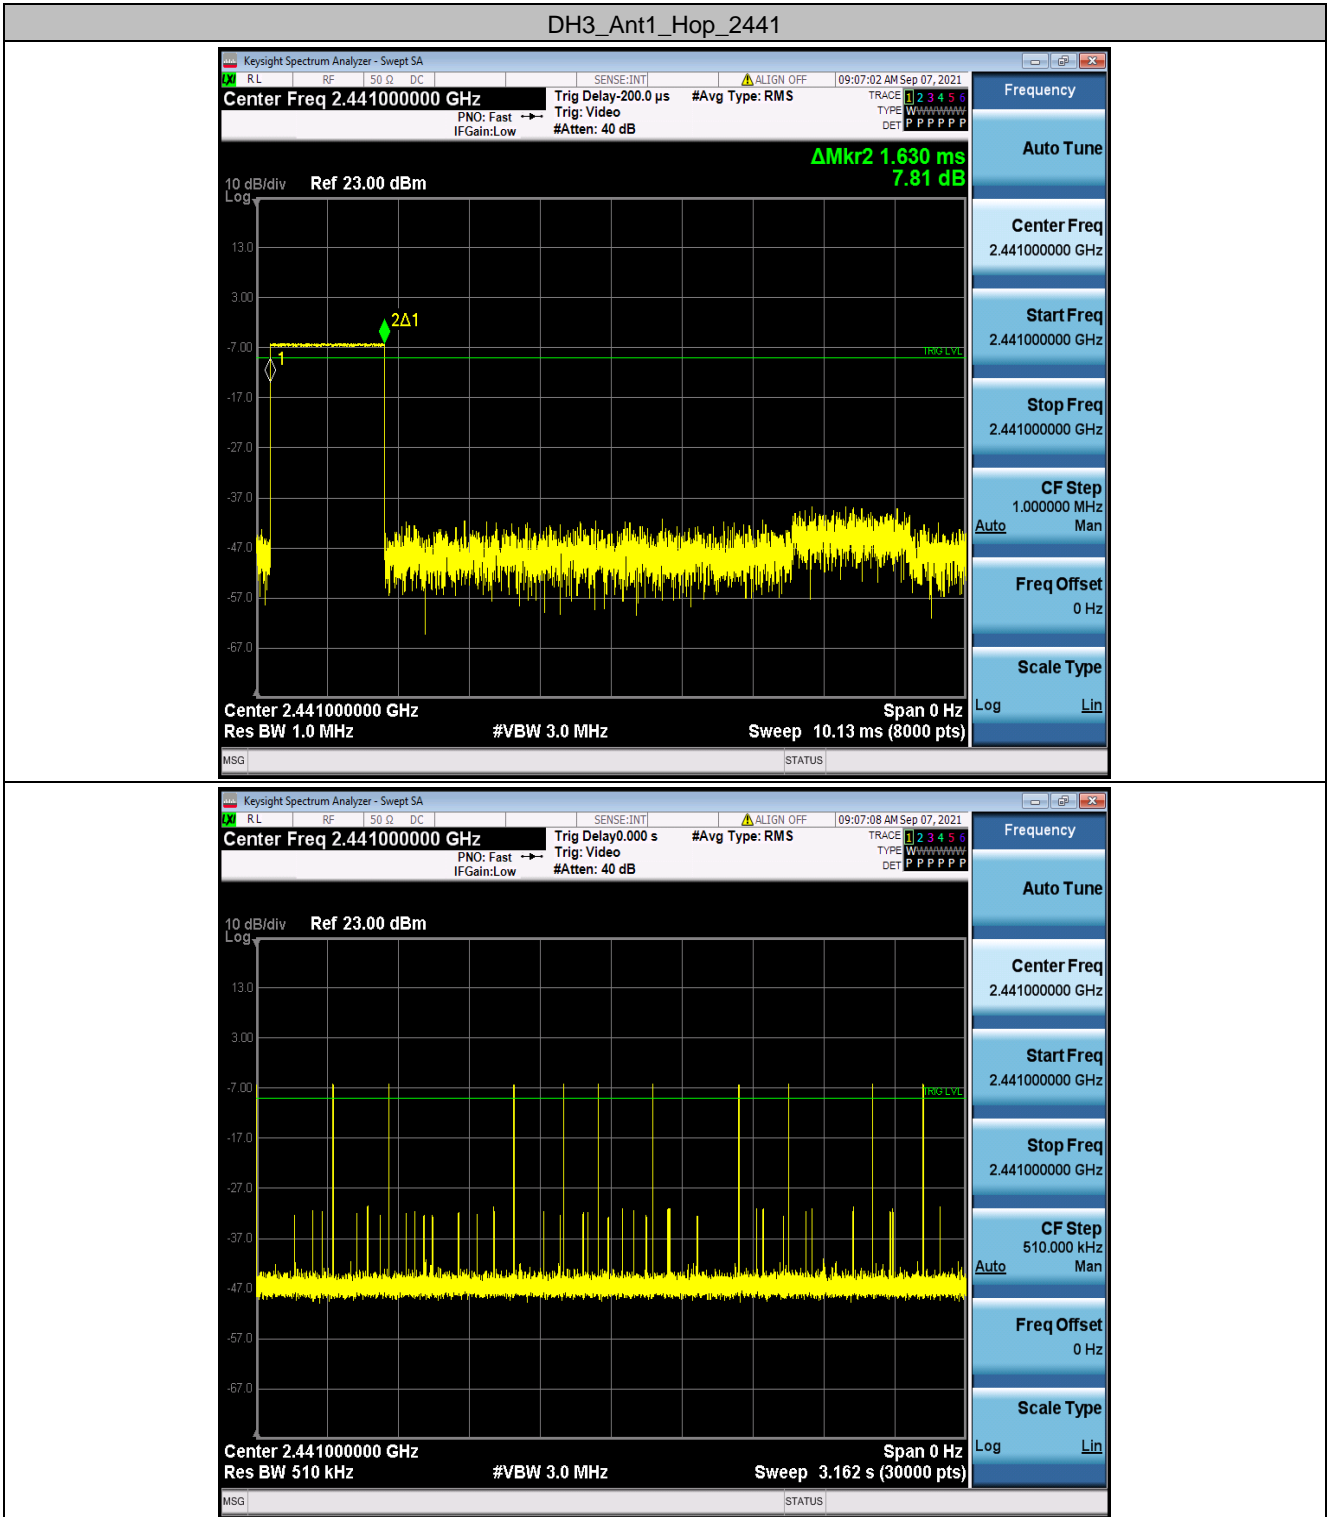 DH3_Ant1_Hop_2441
Keysight Spectrum Analyzer - Swept SA
LXI RL RF 50 Ω DC SENSE:INT ALIGN OFF 09:07:02 AM Sep 07, 2021
Center Freq 2.441000000 GHz
PNO: Fast
IFGain:Low
Trig Delay-200.0 µs
Trig: Video
#Atten: 40 dB
#Avg Type: RMS
TRACE 1 2 3 4 5 6
TYPE WWWWWW
DET P P P P P P
ΔMkr2 1.630 ms
7.81 dB
10 dB/div Ref 23.00 dBm
Log
13.0
3.00
2Δ1
-7.00
1
TRIG LVL
-17.0
-27.0
-37.0
-47.0
-57.0
-67.0
Center 2.441000000 GHz Span 0 Hz
Res BW 1.0 MHz #VBW 3.0 MHz Sweep 10.13 ms (8000 pts)
MSG STATUS
Frequency
Auto Tune
Center Freq
2.441000000 GHz
Start Freq
2.441000000 GHz
Stop Freq
2.441000000 GHz
CF Step
1.000000 MHz
Auto Man
Freq Offset
0 Hz
Scale Type
Log Lin
Keysight Spectrum Analyzer - Swept SA
LXI RL RF 50 Ω DC SENSE:INT ALIGN OFF 09:07:08 AM Sep 07, 2021
Center Freq 2.441000000 GHz
PNO: Fast
IFGain:Low
Trig Delay0.000 s
Trig: Video
#Atten: 40 dB
#Avg Type: RMS
TRACE 1 2 3 4 5 6
TYPE WWWWWW
DET P P P P P P
10 dB/div Ref 23.00 dBm
Log
13.0
3.00
-7.00
TRIG LVL
-17.0
-27.0
-37.0
-47.0
-57.0
-67.0
Center 2.441000000 GHz Span 0 Hz
Res BW 510 kHz #VBW 3.0 MHz Sweep 3.162 s (30000 pts)
MSG STATUS
Frequency
Auto Tune
Center Freq
2.441000000 GHz
Start Freq
2.441000000 GHz
Stop Freq
2.441000000 GHz
CF Step
510.000 kHz
Auto Man
Freq Offset
0 Hz
Scale Type
Log Lin